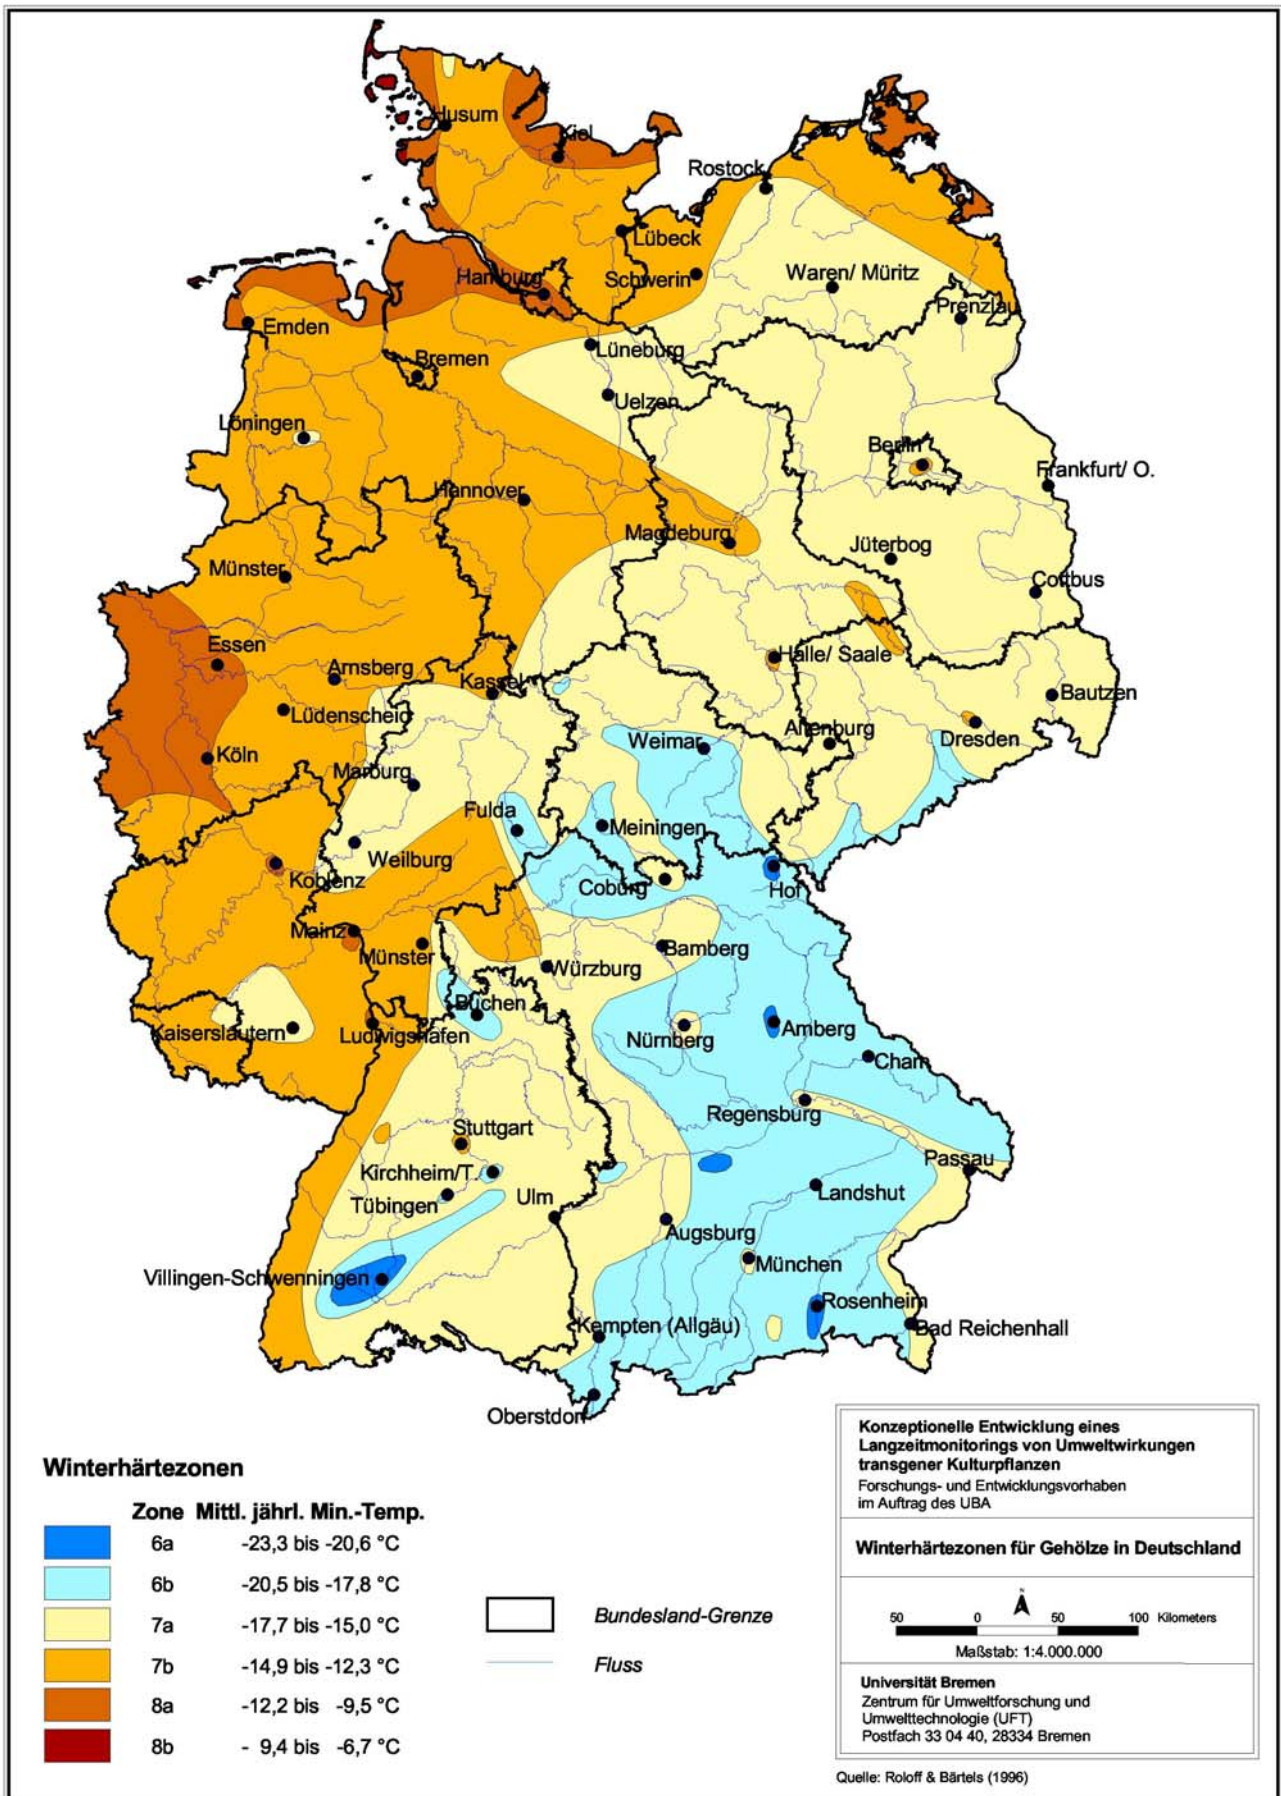 Husum
Kiel
Rostock
Lübeck
Hamburg
Schwerin
Waren/ Müritz
Prenzlau
Emden
Lüneburg
Bremen
Uelzen
Löningen
Berlin
Frankfurt/ O.
Hannover
Magdeburg
Jüterbog
Münster
Cottbus
Essen
Arnsberg
Halle/ Saale
Kassel
Bautzen
Lüdenscheid
Altenburg
Weimar
Dresden
Köln
Marburg
Fulda
Meiningen
Weilburg
Koblenz
Coburg
Hof
Mainz
Münster
Bamberg
Würzburg
Buchen
Kaiserslautern
Ludwigshafen
Nürnberg
Amberg
Cham
Regensburg
Stuttgart
Passau
Kirchheim/T.
Tübingen
Ulm
Landshut
Augsburg
Villingen-Schwenningen
München
Rosenheim
Kempten (Allgäu)
Bad Reichenhall
Oberstdorf
Winterhärtezonen
Zone Mittl. jährl. Min.-Temp.
6a -23,3 bis -20,6 °C
6b -20,5 bis -17,8 °C
7a -17,7 bis -15,0 °C
7b -14,9 bis -12,3 °C
8a -12,2 bis -9,5 °C
8b - 9,4 bis -6,7 °C
Bundesland-Grenze
Fluss
Konzeptionelle Entwicklung eines
Langzeitmonitorings von Umweltwirkungen
transgener Kulturpflanzen
Forschungs- und Entwicklungsvorhaben
im Auftrag des UBA
Winterhärtezonen für Gehölze in Deutschland
N
50 0 50 100 Kilometers
Maßstab: 1:4.000.000
Universität Bremen
Zentrum für Umweltforschung und
Umwelttechnologie (UFT)
Postfach 33 04 40, 28334 Bremen
Quelle: Roloff & Bärtels (1996)